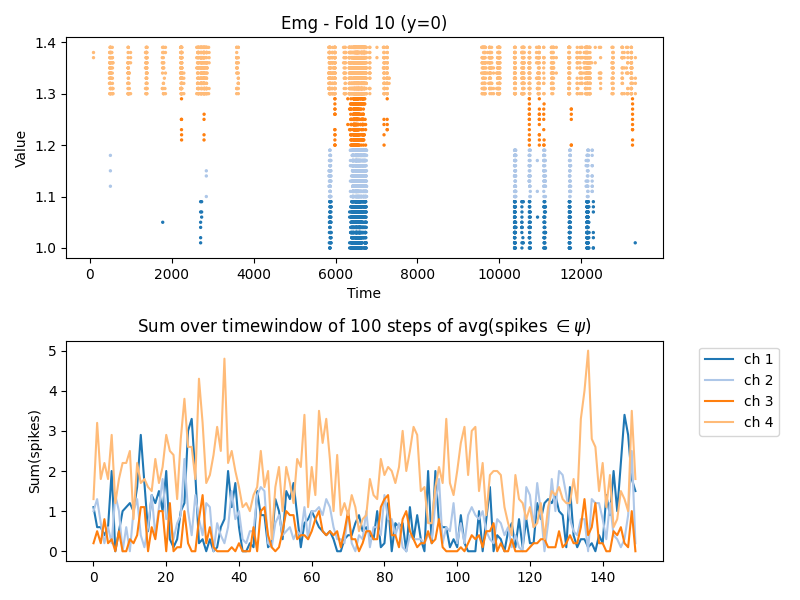 Emg - Fold 10 (y=0)
1.4
1.3
1.2
1.1
1.0
Value
0 2000 4000 6000 8000 10000 12000
Time
Sum over timewindow of 100 steps of avg(spikes ∈ ψ)
5
4
3
2
1
0
Sum(spikes)
0 20 40 60 80 100 120 140
ch 1
ch 2
ch 3
ch 4